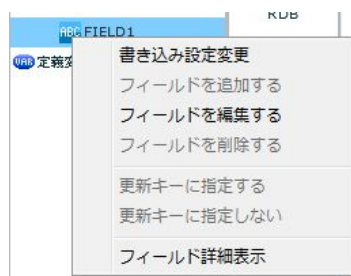 RDB
ABC FIELD1
VAR 定義変
書き込み設定変更
フィールドを追加する
フィールドを編集する
フィールドを削除する
更新キーに指定する
更新キーに指定しない
フィールド詳細表示